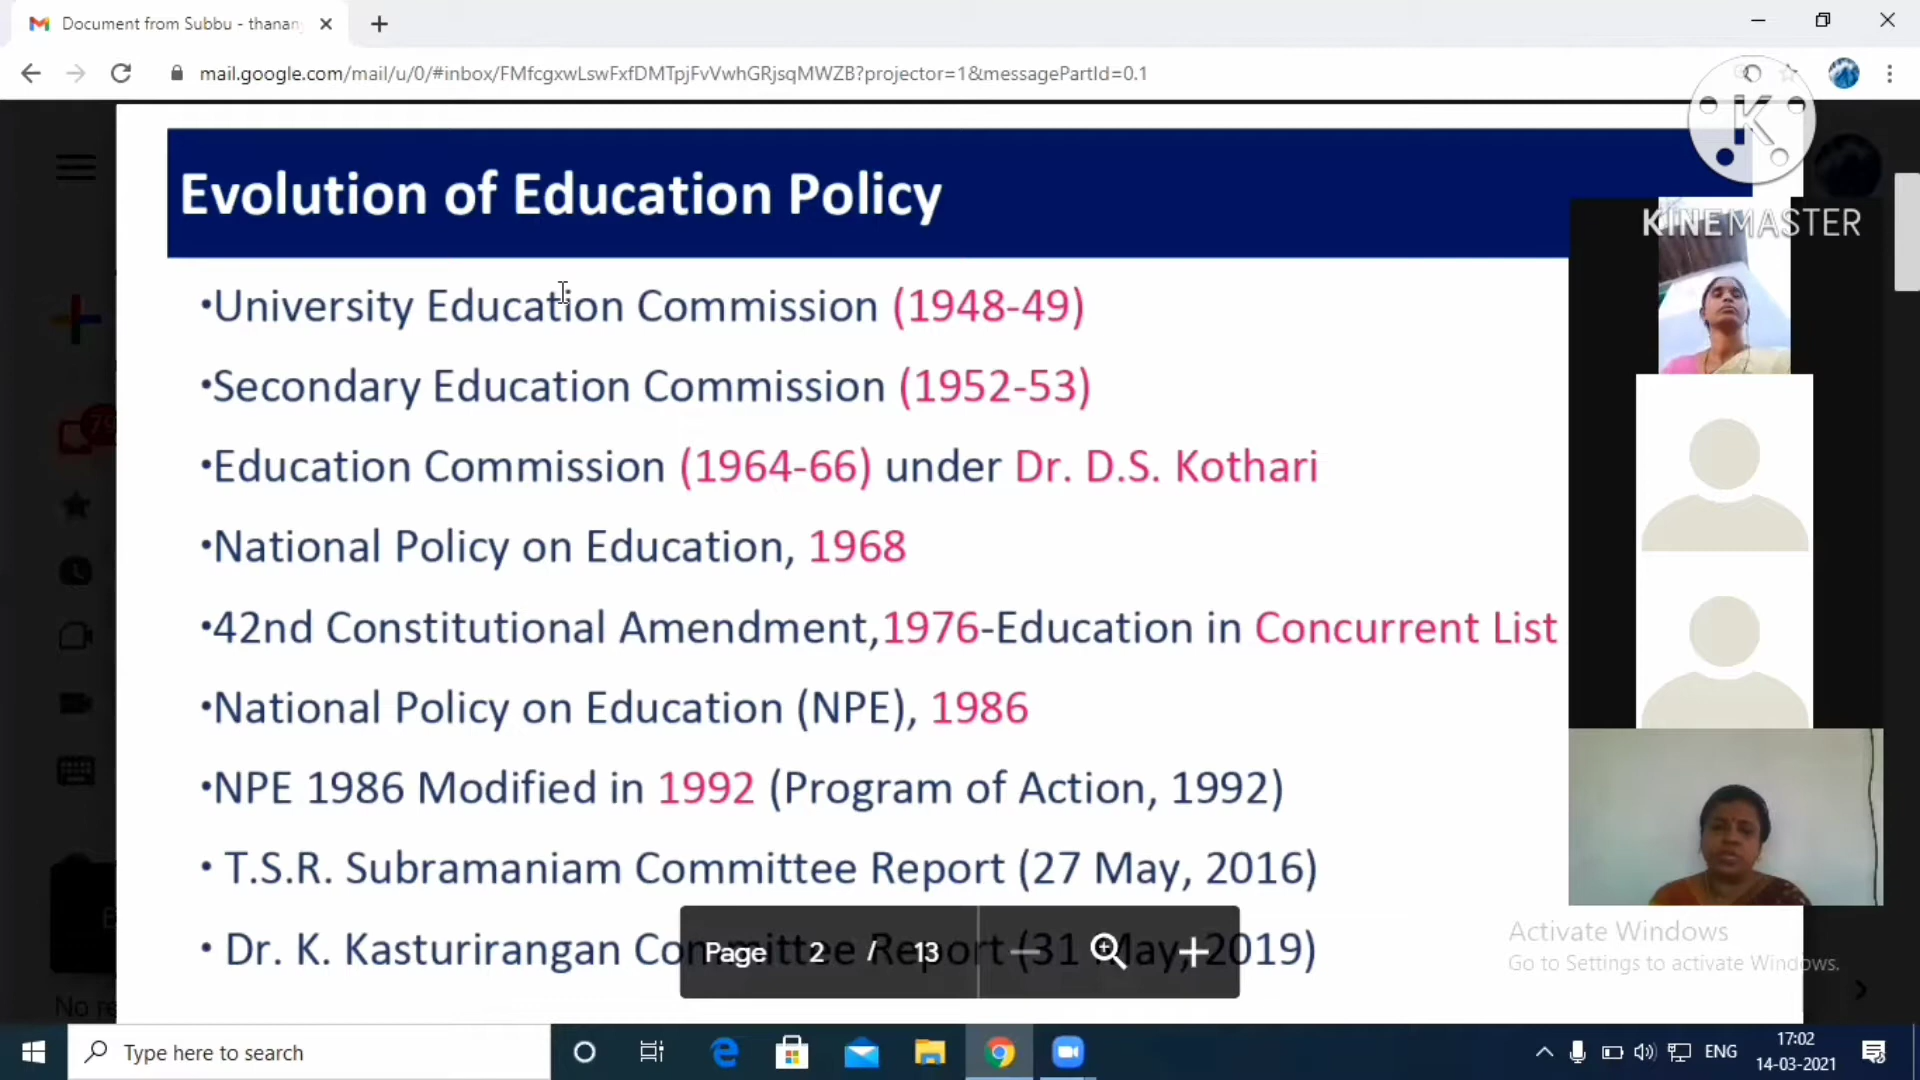 Document from Subbu - thanan
mail.google.com/mail/u/0/#inbox/FMfcgxwLswFxfDMTpjFvVwhGRjsqMWZB?projector=1&messagePartId=0.1
K
KINEMASTER
Evolution of Education Policy
•University Education Commission (1948-49)
•Secondary Education Commission (1952-53)
•Education Commission (1964-66) under Dr. D.S. Kothari
•National Policy on Education, 1968
•42nd Constitutional Amendment,1976-Education in Concurrent List
•National Policy on Education (NPE), 1986
•NPE 1986 Modified in 1992 (Program of Action, 1992)
• T.S.R. Subramaniam Committee Report (27 May, 2016)
• Dr. K. Kasturirangan Committee Report (31 May, 2019)
Page 2 / 13
79
No re
Activate Windows
Go to Settings to activate Windows.
Type here to search
ENG
17:02
14-03-2021